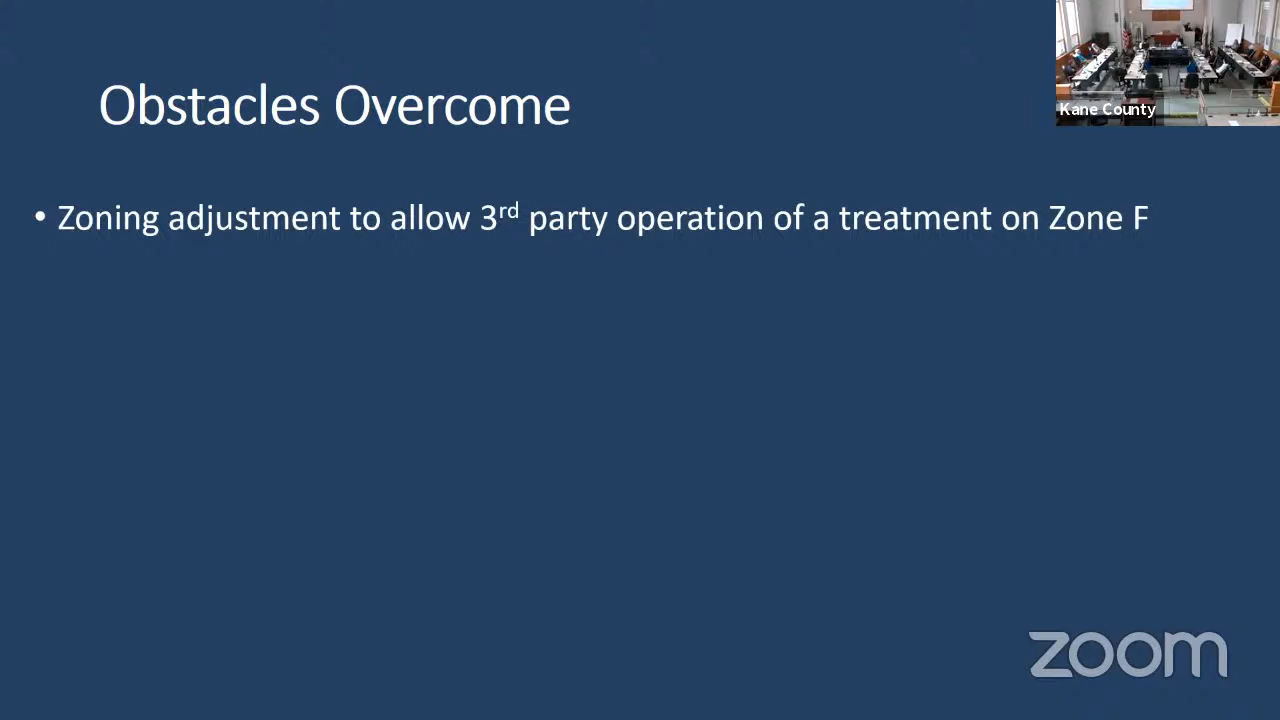 Kane County
Obstacles Overcome
• Zoning adjustment to allow 3rd party operation of a treatment on Zone F
zoom